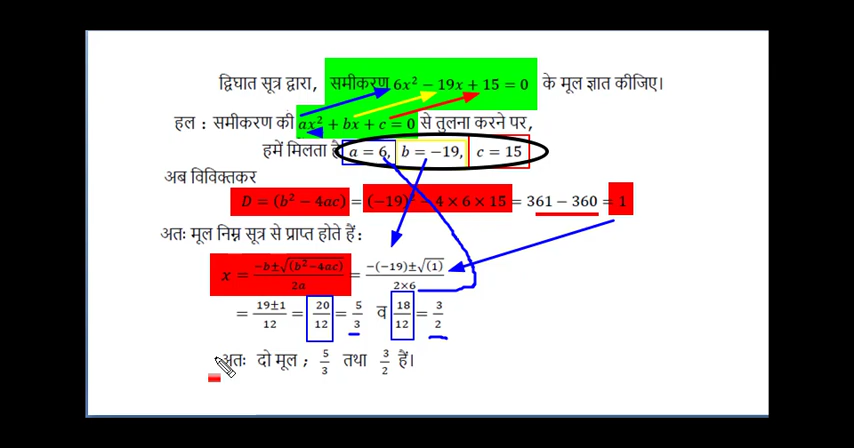 द्विघात सूत्र द्वारा, समीकरण 6x² − 19x + 15 = 0 के मूल ज्ञात कीजिए।
हल : समीकरण की ax² + bx + c = 0 से तुलना करने पर,
हमें मिलता है a = 6, b = −19, c = 15
अब विविक्तकर
D = (b² − 4ac) = (−19)² − 4 × 6 × 15 = 361 − 360 = 1
अतः मूल निम्न सूत्र से प्राप्त होते हैं:
x = −b±√(b²−4ac)/2a = −(−19)±√(1)/2×6
= 19±1/12 = 20/12 = 5/3 व 18/12 = 3/2
अतः दो मूल ; 5/3 तथा 3/2 हैं।